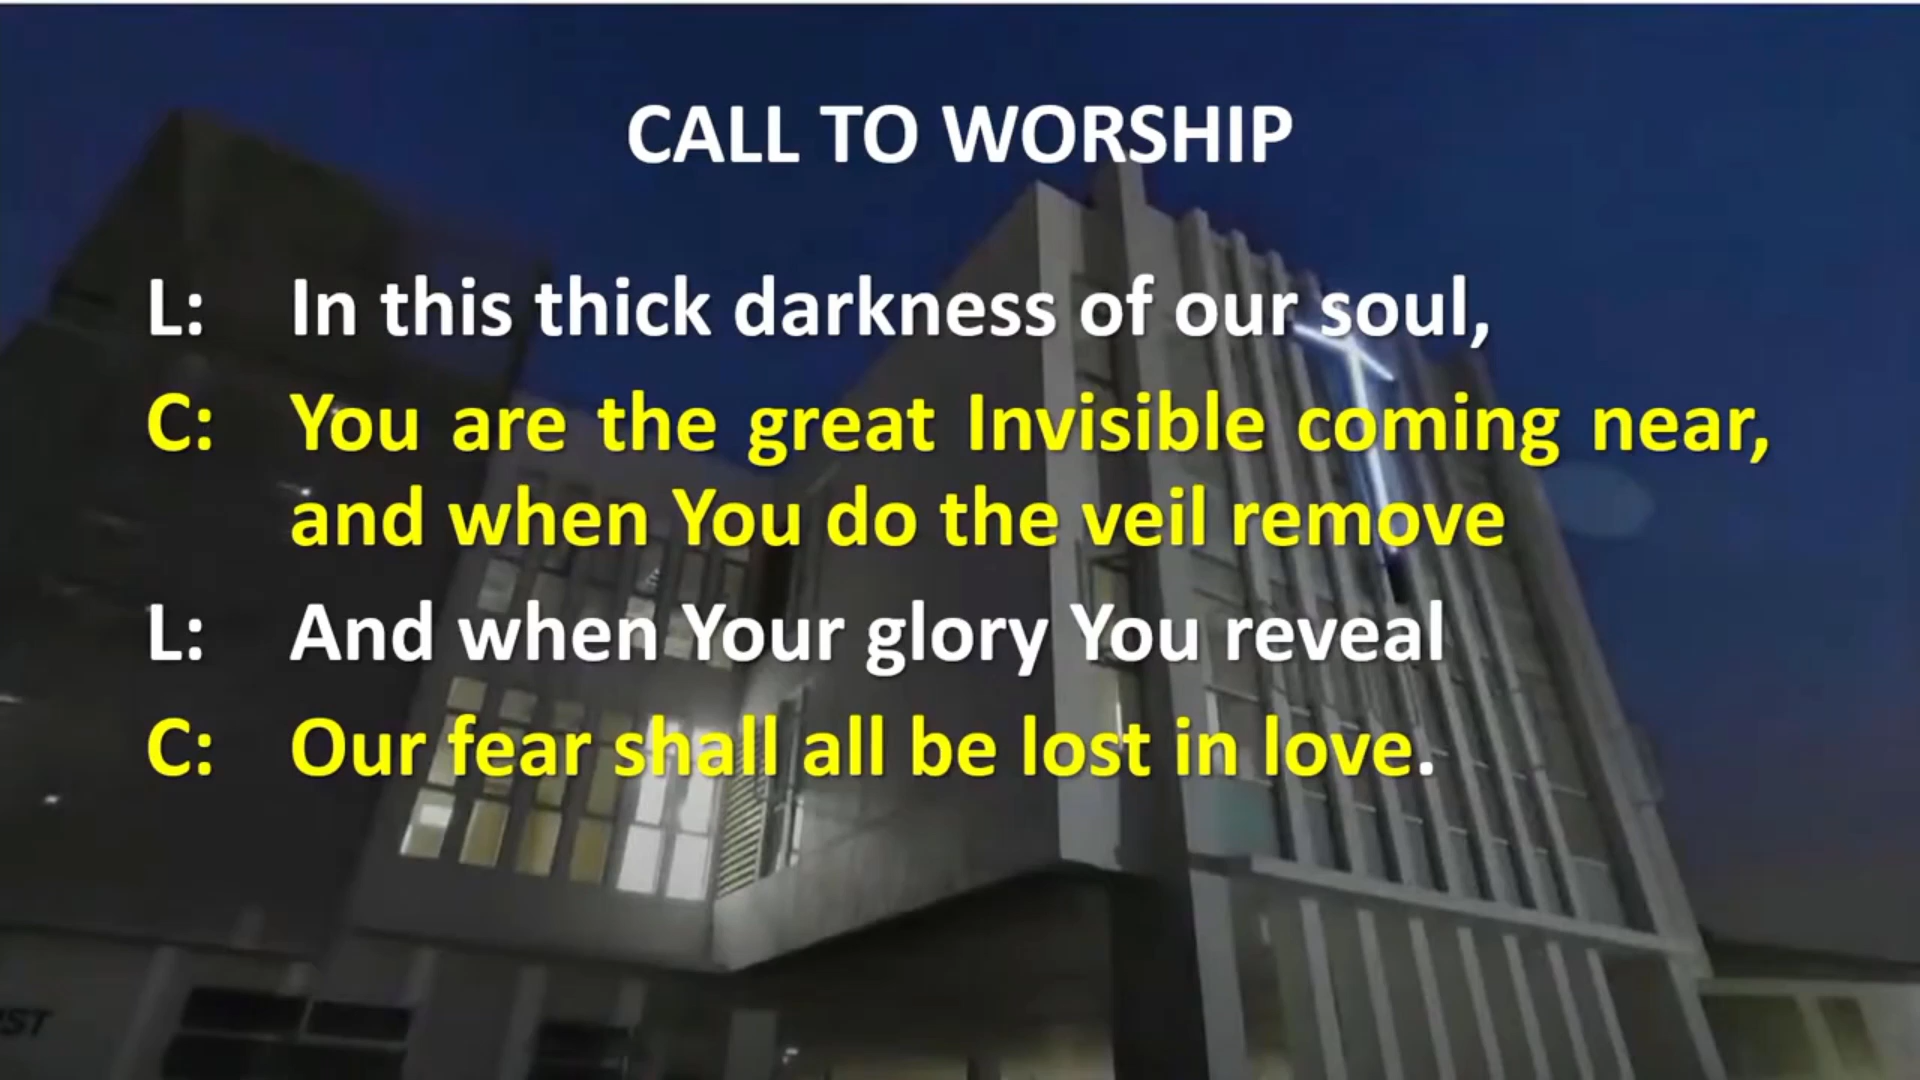 CALL TO WORSHIP
L: In this thick darkness of our soul,
C: You are the great Invisible coming near,
and when You do the veil remove
L: And when Your glory You reveal
C: Our fear shall all be lost in love.